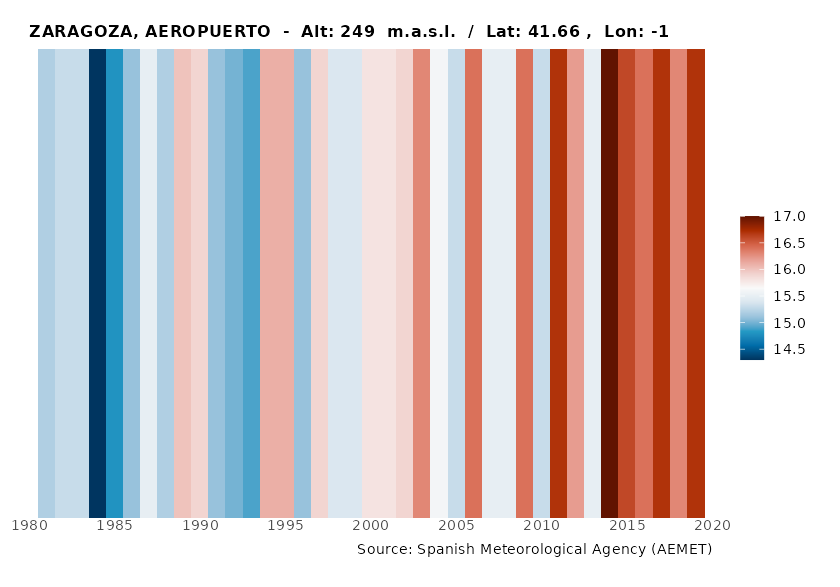 ZARAGOZA, AEROPUERTO - Alt: 249 m.a.s.l. / Lat: 41.66 , Lon: -1
17.0
16.5
16.0
15.5
15.0
14.5
1980 1985 1990 1995 2000 2005 2010 2015 2020
Source: Spanish Meteorological Agency (AEMET)